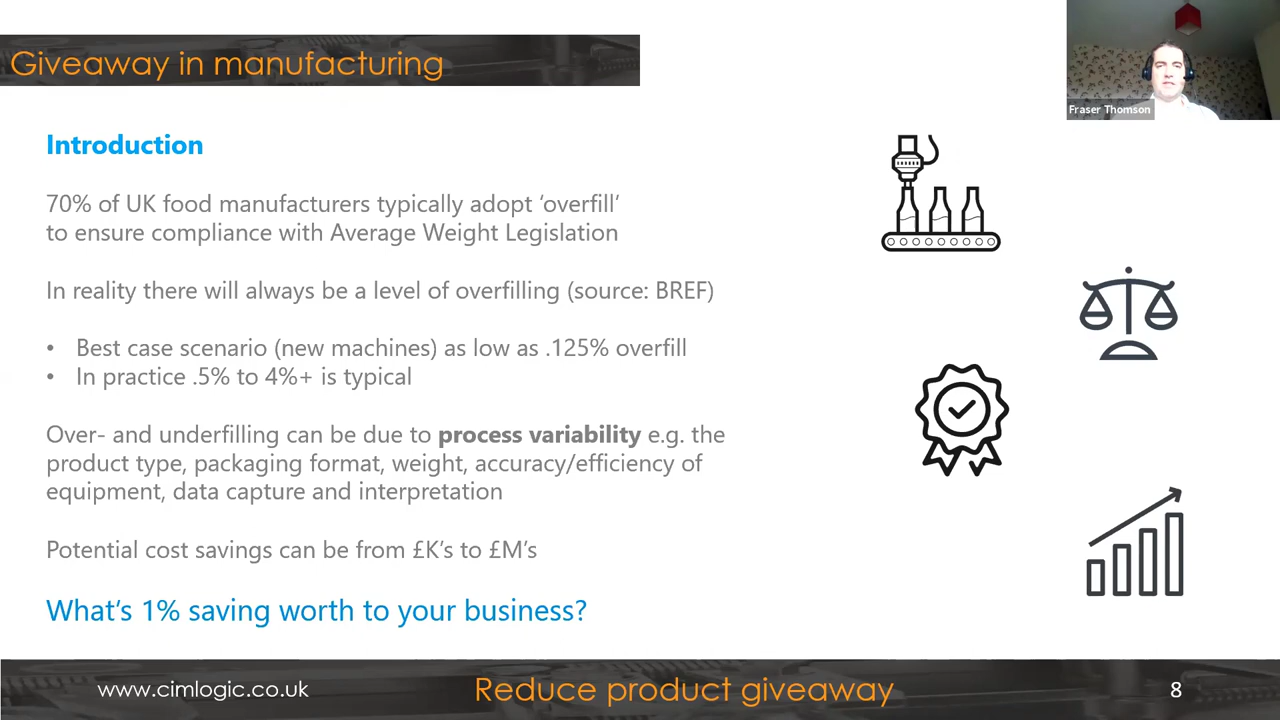 Giveaway in manufacturing
Fraser Thomson
Introduction
70% of UK food manufacturers typically adopt ‘overfill’
to ensure compliance with Average Weight Legislation
In reality there will always be a level of overfilling (source: BREF)
• Best case scenario (new machines) as low as .125% overfill
• In practice .5% to 4%+ is typical
Over- and underfilling can be due to process variability e.g. the
product type, packaging format, weight, accuracy/efficiency of
equipment, data capture and interpretation
Potential cost savings can be from £K’s to £M’s
What’s 1% saving worth to your business?
www.cimlogic.co.uk
Reduce product giveaway
8